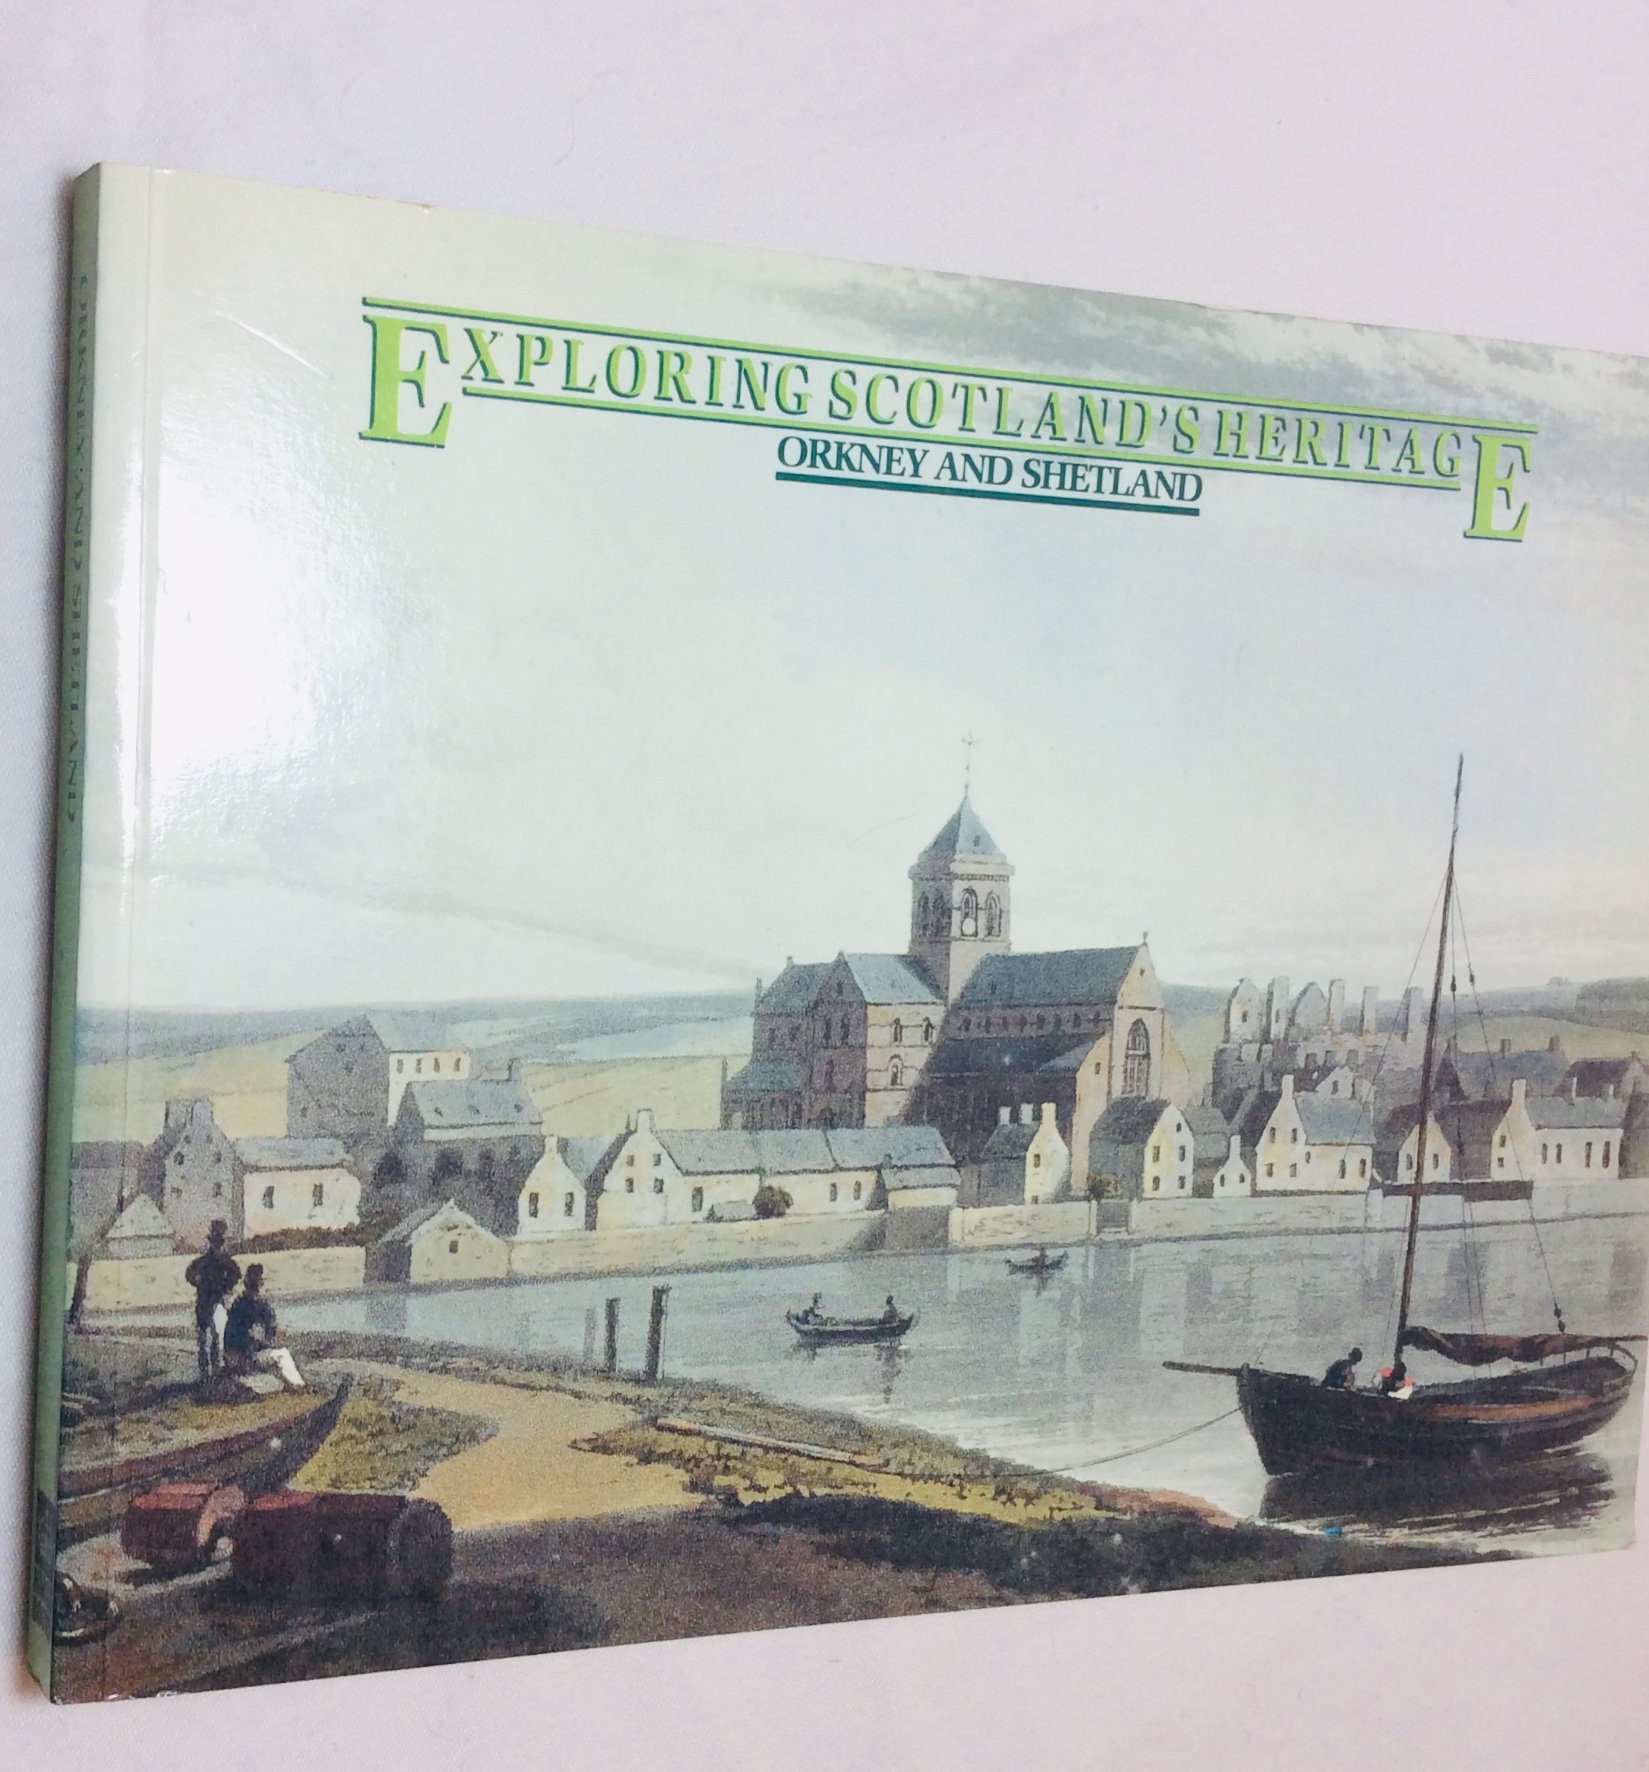 EXPLORING SCOTLAND'S HERITAGE
ORKNEY AND SHETLAND
ORKNEY AND SHETLAND